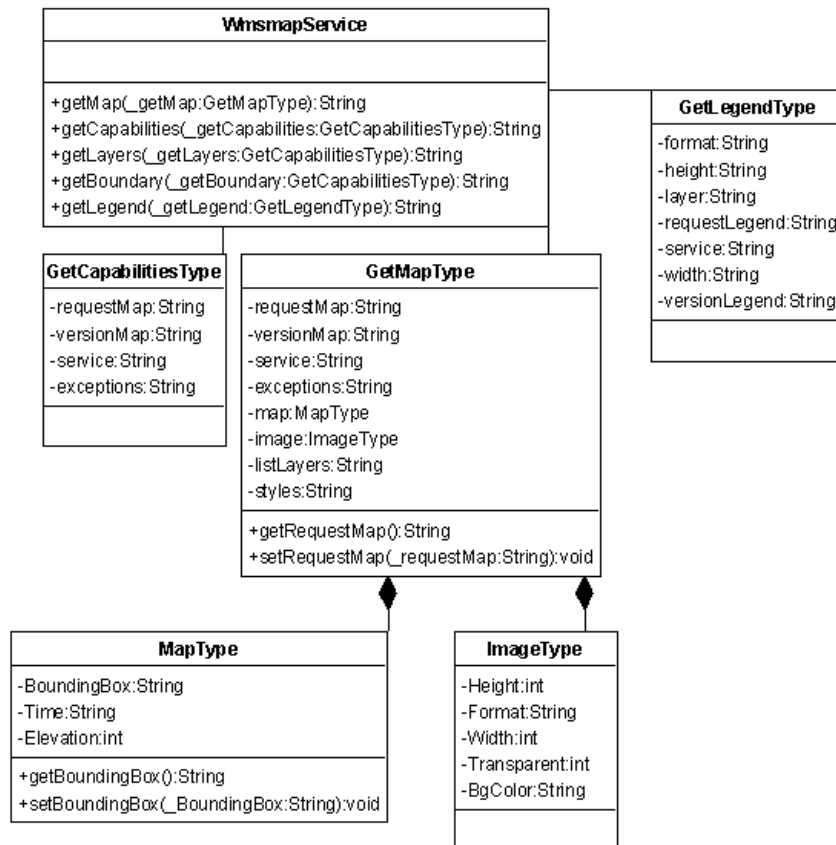 WmsmapService
+getMap(_getMap:GetMapType):String
+getCapabilities(_getCapabilities:GetCapabilitiesType):String
+getLayers(_getLayers:GetCapabilitiesType):String
+getBoundary(_getBoundary:GetCapabilitiesType):String
+getLegend(_getLegend:GetLegendType):String
GetLegendType
-format:String
-height:String
-layer:String
-requestLegend:String
-service:String
-width:String
-versionLegend:String
GetCapabilitiesType
-requestMap:String
-versionMap:String
-service:String
-exceptions:String
GetMapType
-requestMap:String
-versionMap:String
-service:String
-exceptions:String
-map:MapType
-image:ImageType
-listLayers:String
-styles:String
+getRequestMap():String
+setRequestMap(_requestMap:String):void
MapType
-BoundingBox:String
-Time:String
-Elevation:int
+getBoundingBox():String
+setBoundingBox(_BoundingBox:String):void
ImageType
-Height:int
-Format:String
-Width:int
-Transparent:int
-BgColor:String